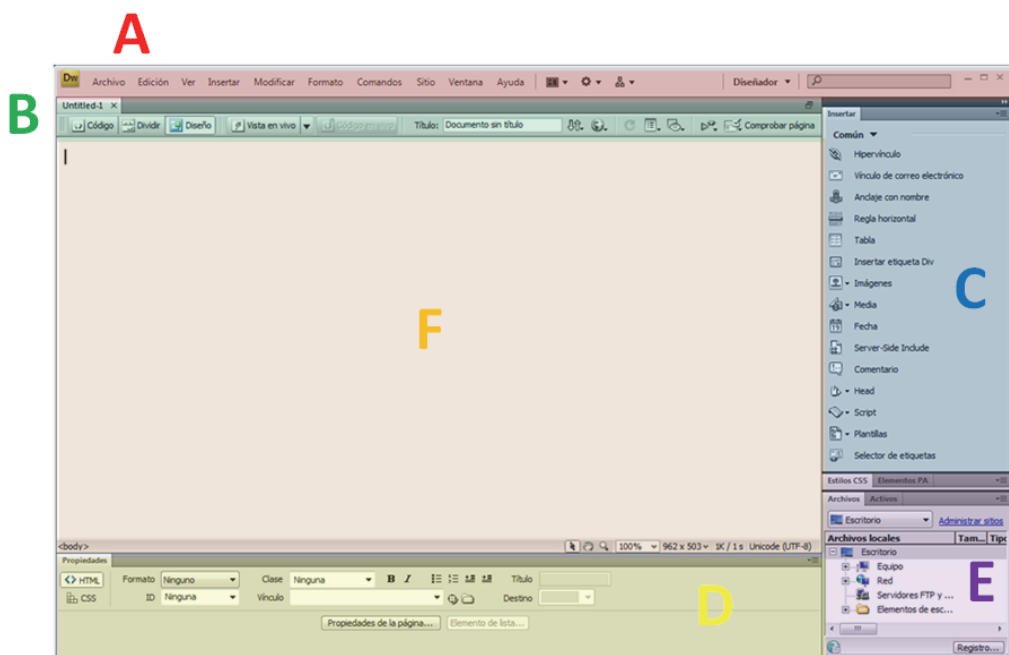 A
Dw Archivo Edición Ver Insertar Modificar Formato Comandos Sitio Ventana Ayuda Diseñador
B
Untitled-1
Código Dividir Diseño Vista en vivo Código en vivo Título: Documento sin título Comprobar página
Insertar
Común
Hipervínculo
Vínculo de correo electrónico
Anclaje con nombre
Regla horizontal
Tabla
Insertar etiqueta Div
Imágenes
Media
Fecha
Server-Side Include
Comentario
Head
Script
Plantillas
Selector de etiquetas
C
F
Estilos CSS Elementos PA
Archivos Activos
Escritorio Administrar sitios
Archivos locales Tam... Tipo
Escritorio
Equipo
Red
Servidores FTP y ...
Elementos de esc...
E
Registro...
<body> 100% 962 x 503 1K / 1 s Unicode (UTF-8)
Propiedades
<> HTML Formato Ninguno Clase Ninguna B I Título
CSS ID Ninguna Vínculo Destino
D
Propiedades de la página... Elemento de lista...